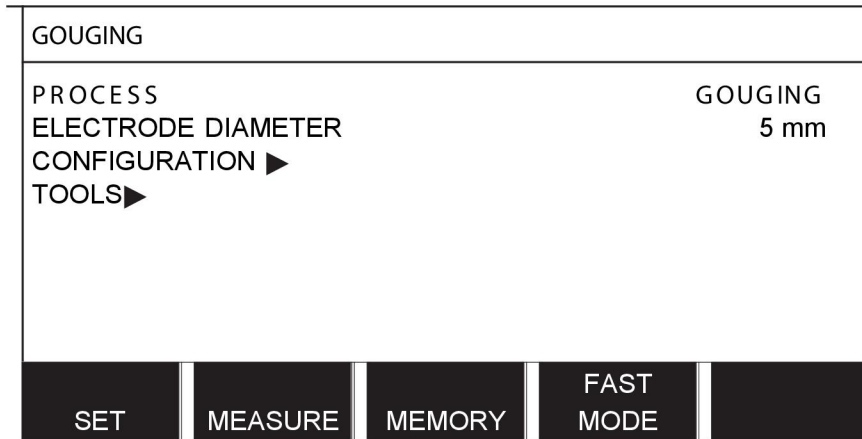 GOUGING
PROCESS GOUGING
ELECTRODE DIAMETER 5 mm
CONFIGURATION ▶
TOOLS▶
SET MEASURE MEMORY FAST MODE